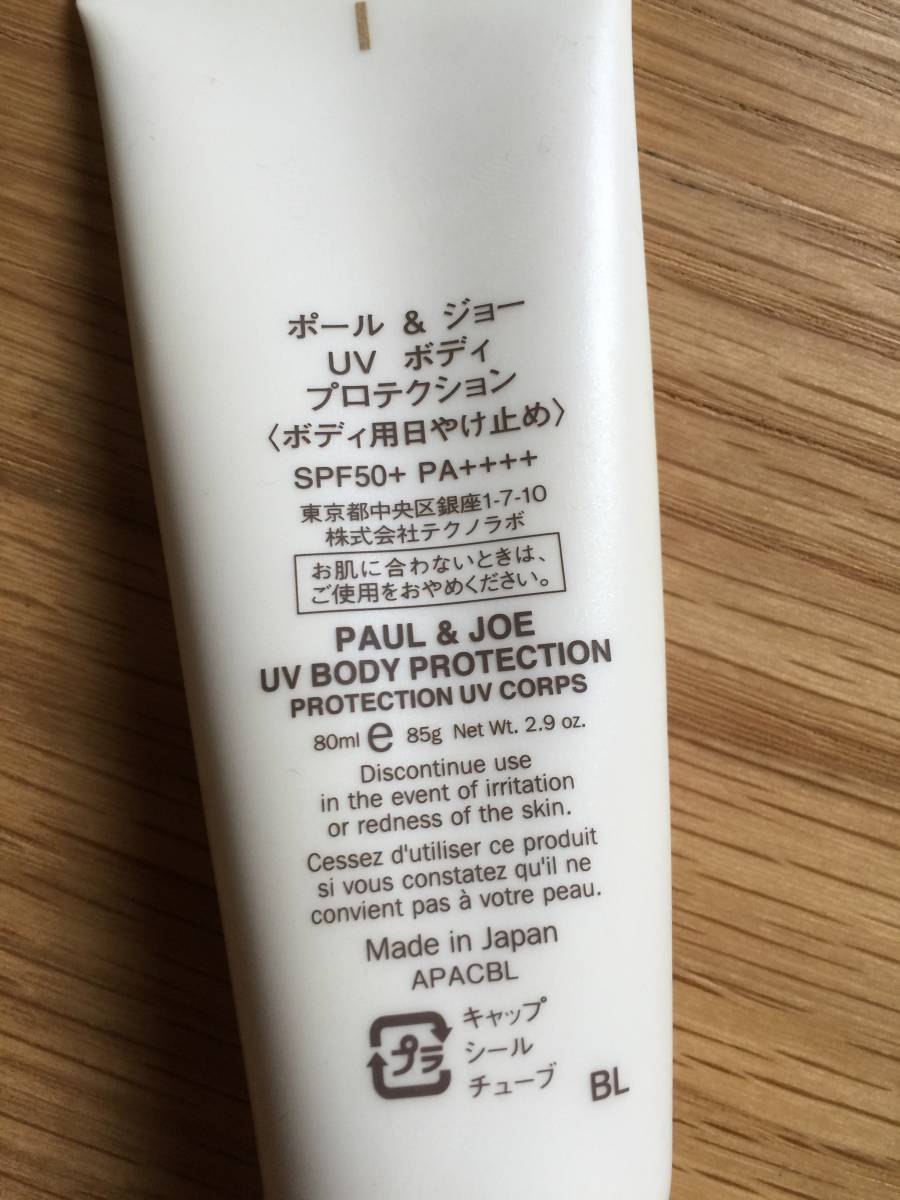 ポール & ジョー
UV ボディ
プロテクション
〈ボディ用日やけ止め〉
SPF50+ PA++++
東京都中央区銀座1-7-10
株式会社テクノラボ
お肌に合わないときは、
ご使用をおやめください。
PAUL & JOE
UV BODY PROTECTION
PROTECTION UV CORPS
80ml e 85g Net Wt. 2.9 oz.
Discontinue use
in the event of irritation
or redness of the skin.
Cessez d'utiliser ce produit
si vous constatez qu'il ne
convient pas à votre peau.
Made in Japan
APACBL
プラ
キャップ
シール
チューブ
BL